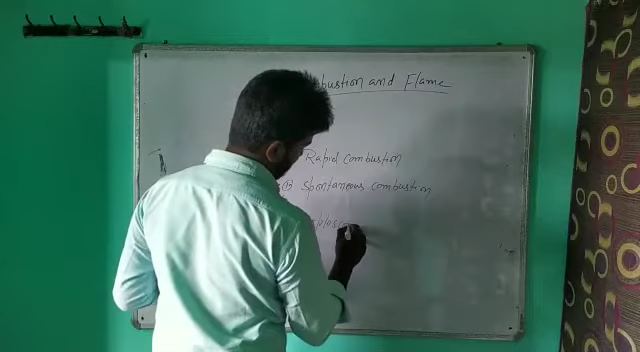 bustion and Flame
Rapid combustion
Spontaneous combustion